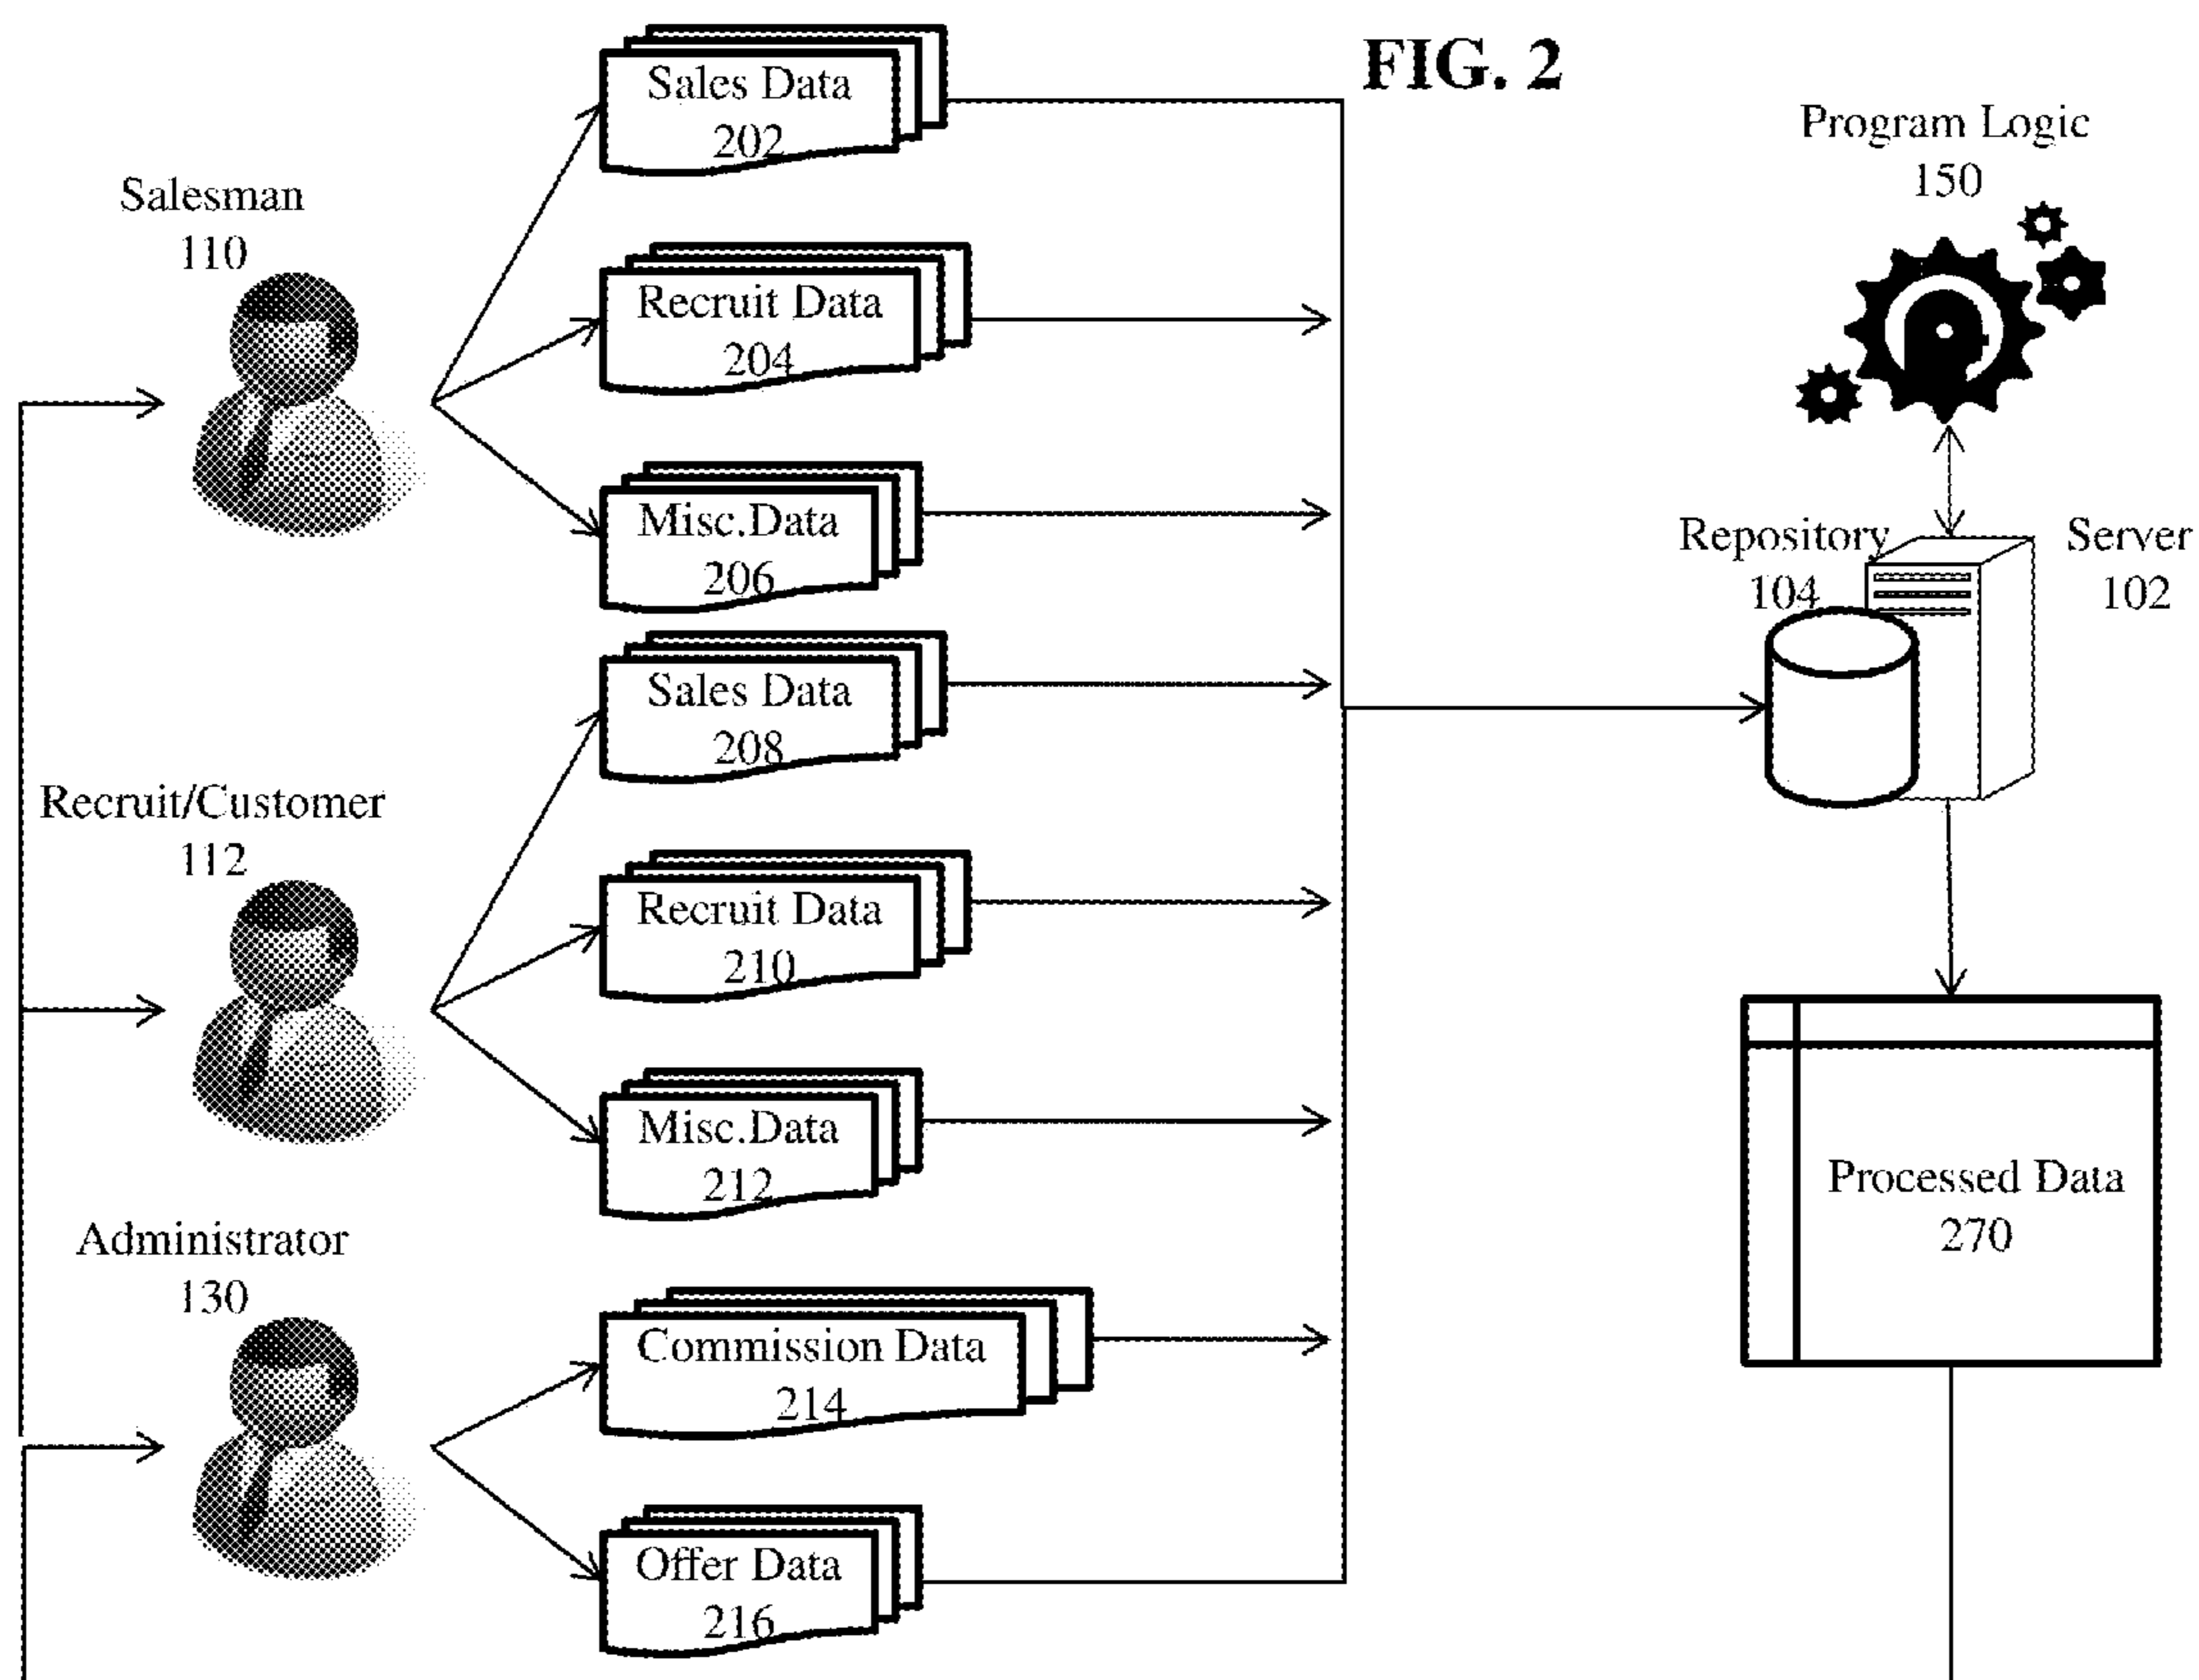 FIG. 2
Sales Data
202
Program Logic
150
Salesman
110
Recruit Data
204
Misc.Data
206
Repository
104
Server
102
Sales Data
208
Recruit/Customer
112
Recruit Data
210
Misc.Data
212
Processed Data
270
Administrator
130
Commission Data
214
Offer Data
216